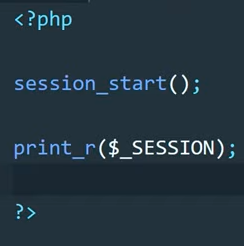 <?php
session_start();
print_r($_SESSION);
?>